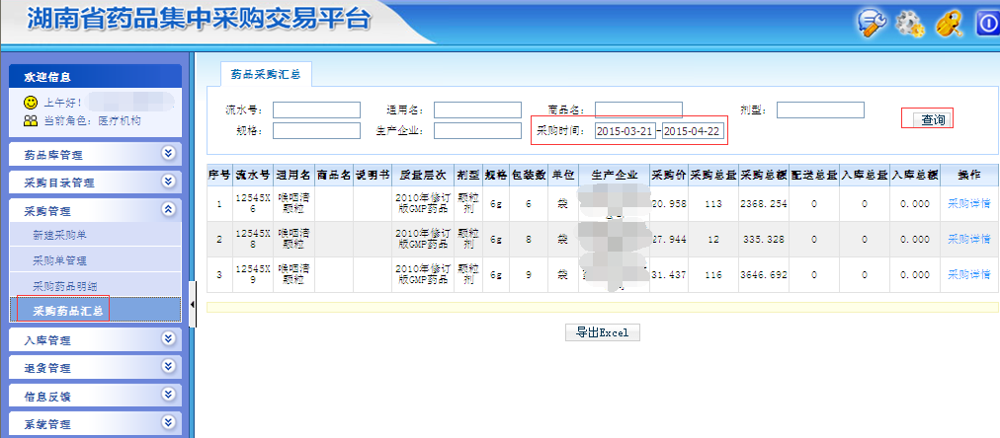 湖南省药品集中采购交易平台
欢迎信息
上午好!
当前角色: 医疗机构
药品库管理
采购目录管理
采购管理
新建采购单
采购单管理
采购药品明细
采购药品汇总
入库管理
退货管理
信息反馈
系统管理
药品采购汇总
流水号: 通用名: 商品名: 剂型:
规格: 生产企业: 采购时间: 2015-03-21 - 2015-04-22 查询
序号 流水号 通用名 商品名 说明书 质量层次 剂型 规格 包装数 单位 生产企业 采购价 采购总量 采购总额 配送总量 入库总量 入库总额 操作
1 12545X6 喉咽清颗粒 2010年修订版GMP药品 颗粒剂 6g 6 袋 20.958 113 2368.254 0 0 0.000 采购详情
2 12545X8 喉咽清颗粒 2010年修订版GMP药品 颗粒剂 6g 8 袋 27.944 12 335.328 0 0 0.000 采购详情
3 12545X9 喉咽清颗粒 2010年修订版GMP药品 颗粒剂 6g 9 袋 31.437 116 3646.692 0 0 0.000 采购详情
导出Excel